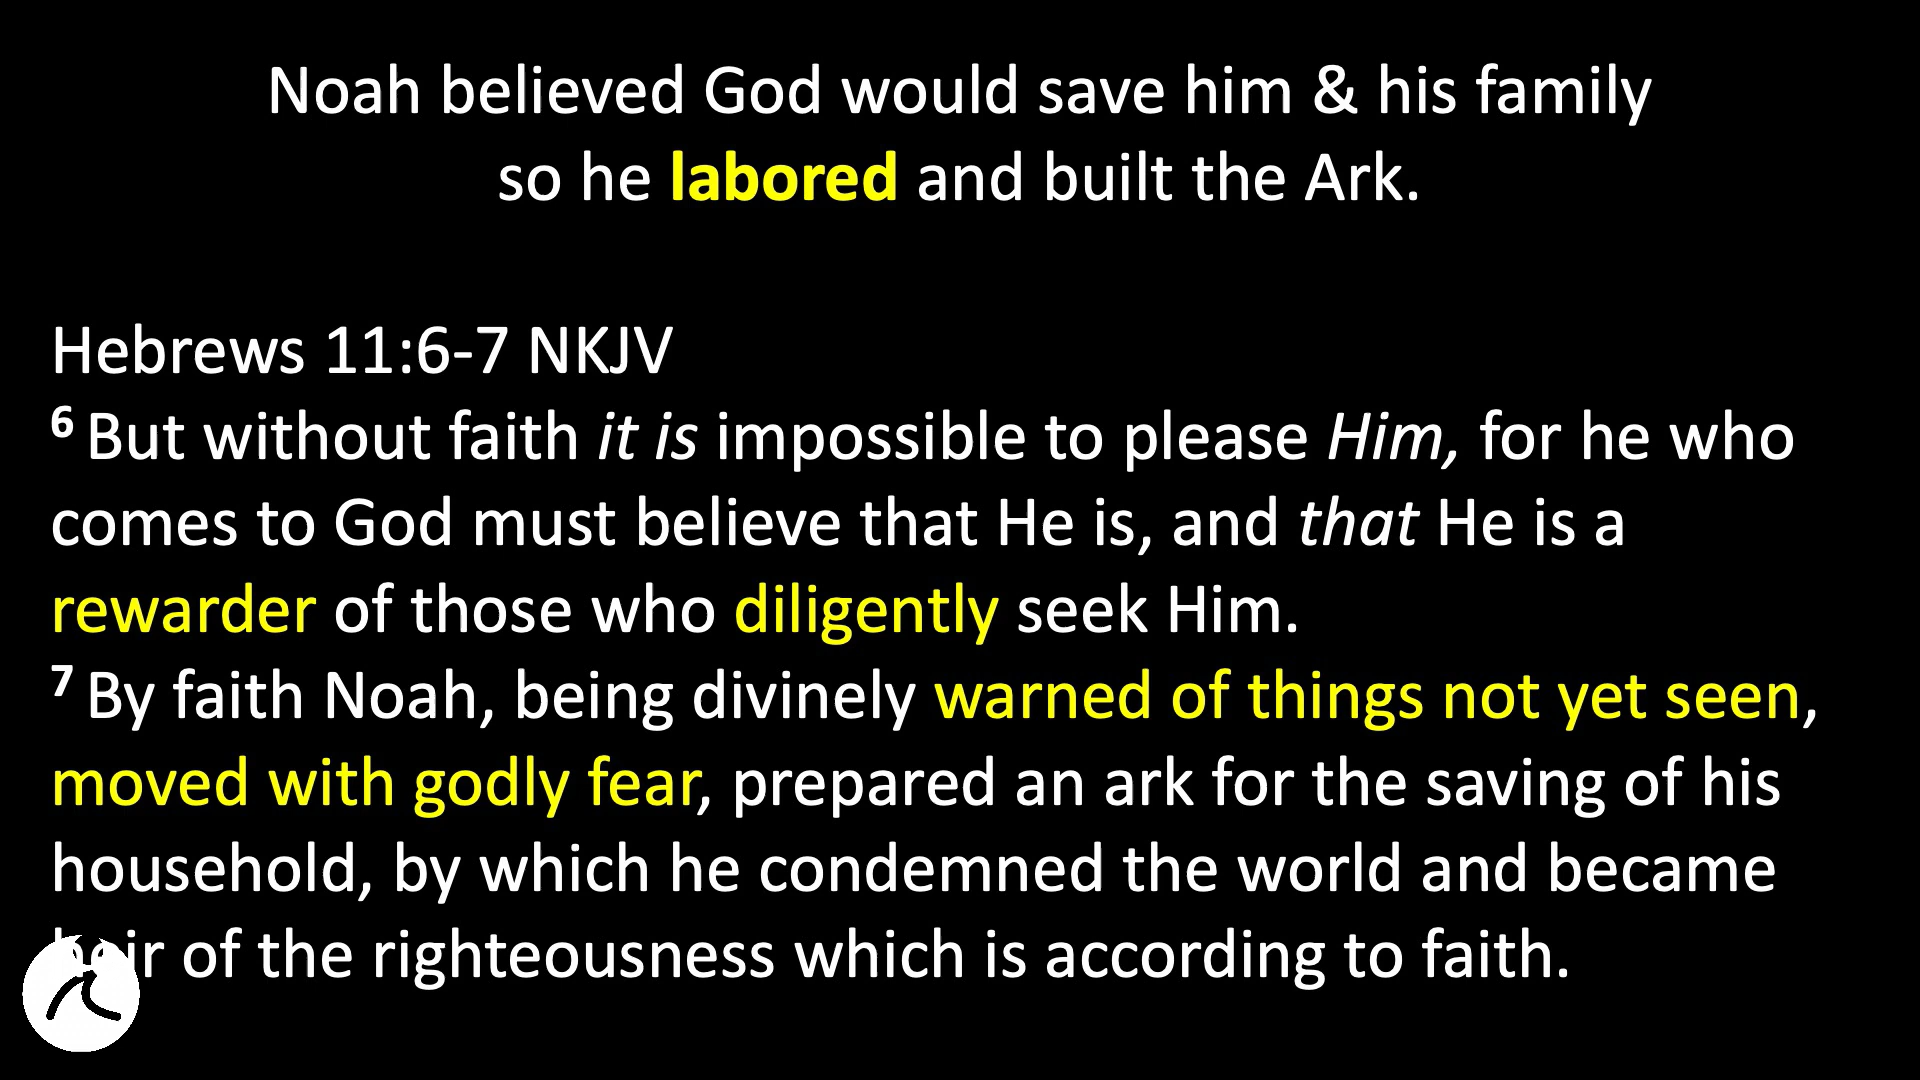 Noah believed God would save him & his family
so he labored and built the Ark.
Hebrews 11:6-7 NKJV
6 But without faith it is impossible to please Him, for he who
comes to God must believe that He is, and that He is a
rewarder of those who diligently seek Him.
7 By faith Noah, being divinely warned of things not yet seen,
moved with godly fear, prepared an ark for the saving of his
household, by which he condemned the world and became
heir of the righteousness which is according to faith.